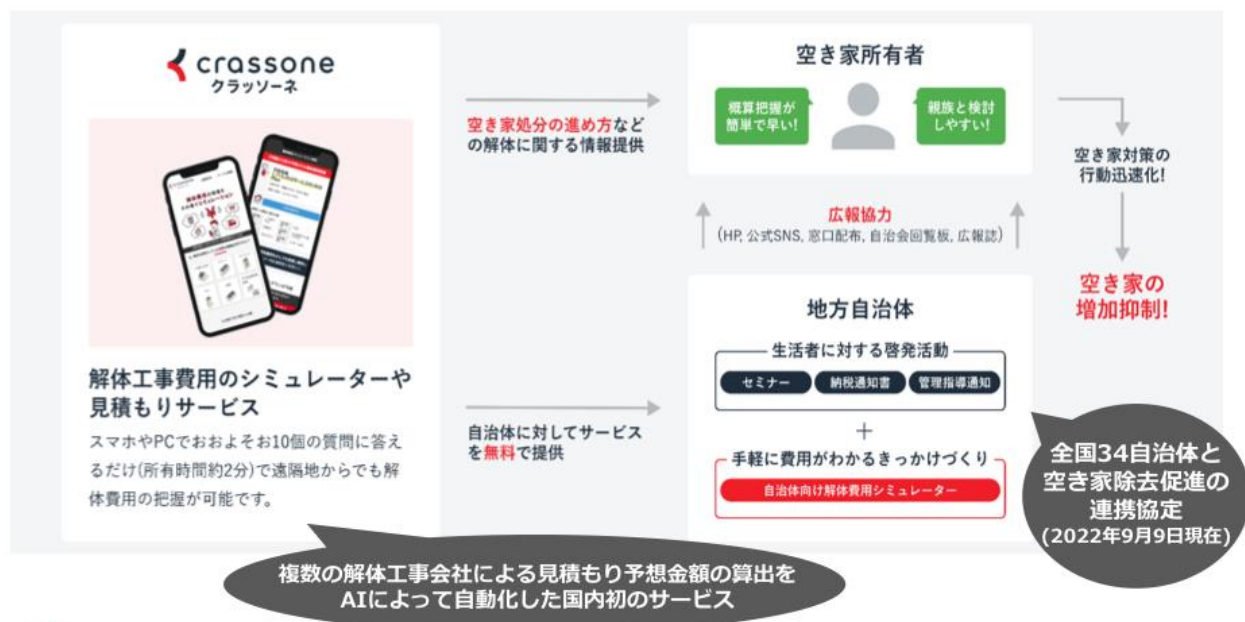 crassone
クラッソーネ
解体工事費用のシミュレーターや
見積もりサービス
スマホやPCでおおよそお10個の質問に答え
るだけ(所有時間約2分)で遠隔地からでも解
体費用の把握が可能です。
空き家処分の進め方など
の解体に関する情報提供
自治体に対してサービス
を無料で提供
空き家所有者
概算把握が
簡単で早い!
親族と検討
しやすい!
広報協力
(HP, 公式SNS, 窓口配布, 自治会回覧板, 広報誌)
地方自治体
生活者に対する啓発活動
セミナー 納税通知書 管理指導通知
+
手軽に費用がわかるきっかけづくり
自治体向け解体費用シミュレーター
空き家対策の
行動迅速化!
空き家の
増加抑制!
全国34自治体と
空き家除去促進の
連携協定
(2022年9月9日現在)
複数の解体工事会社による見積もり予想金額の算出を
AIによって自動化した国内初のサービス